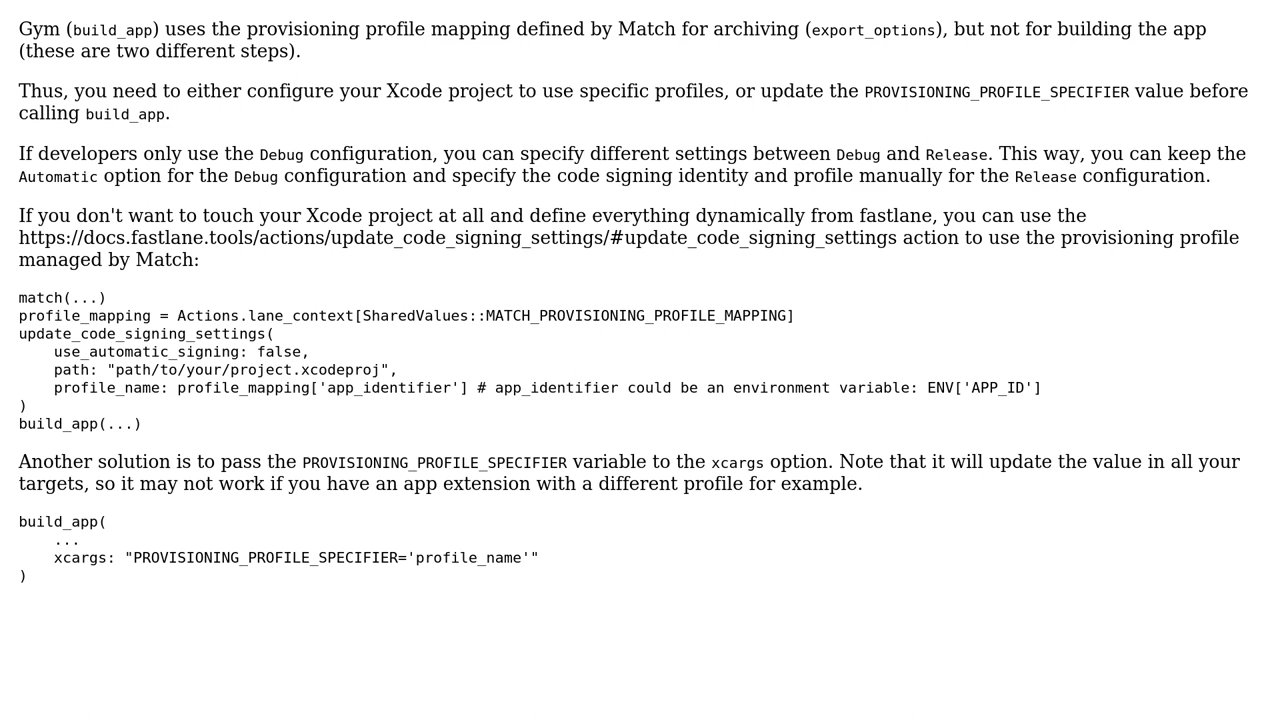 Gym (build_app) uses the provisioning profile mapping defined by Match for archiving (export_options), but not for building the app
(these are two different steps).
Thus, you need to either configure your Xcode project to use specific profiles, or update the PROVISIONING_PROFILE_SPECIFIER value before
calling build_app.
If developers only use the Debug configuration, you can specify different settings between Debug and Release. This way, you can keep the
Automatic option for the Debug configuration and specify the code signing identity and profile manually for the Release configuration.
If you don't want to touch your Xcode project at all and define everything dynamically from fastlane, you can use the
https://docs.fastlane.tools/actions/update_code_signing_settings/#update_code_signing_settings action to use the provisioning profile
managed by Match:
match(...)
profile_mapping = Actions.lane_context[SharedValues::MATCH_PROVISIONING_PROFILE_MAPPING]
update_code_signing_settings(
    use_automatic_signing: false,
    path: "path/to/your/project.xcodeproj",
    profile_name: profile_mapping['app_identifier'] # app_identifier could be an environment variable: ENV['APP_ID']
)
build_app(...)
Another solution is to pass the PROVISIONING_PROFILE_SPECIFIER variable to the xcargs option. Note that it will update the value in all your
targets, so it may not work if you have an app extension with a different profile for example.
build_app(
    ...
    xcargs: "PROVISIONING_PROFILE_SPECIFIER='profile_name'"
)